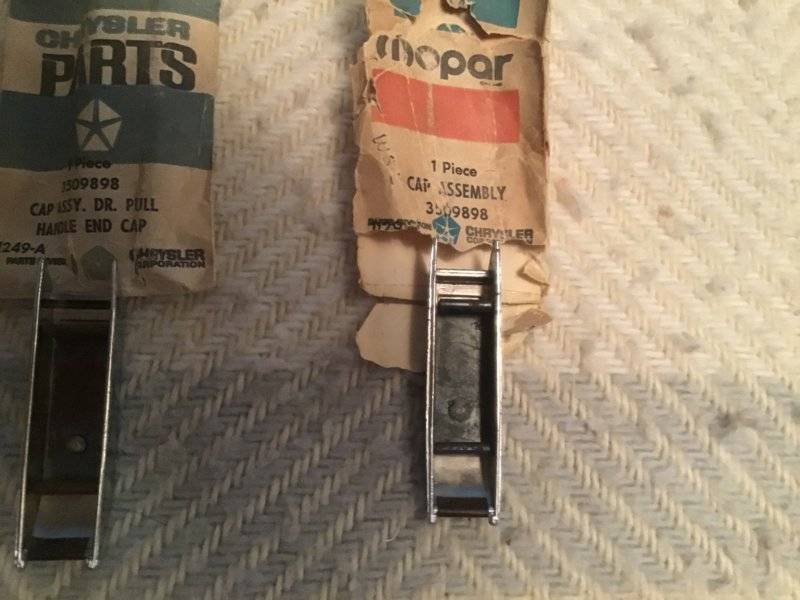 CHRYSLER
PARTS
1 Piece
3509898
CAP ASSY. DR. PULL
HANDLE END CAP
1249-A
CHRYSLER
CORPORATION
mopar
1 Piece
CAP ASSEMBLY
3509898
CHRYSLER